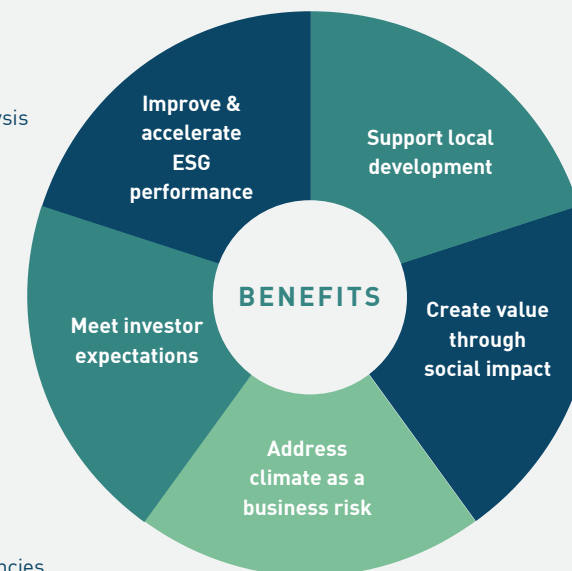 Improve &
accelerate
ESG
performance
Support local
development
BENEFITS
Create value
through
social impact
Meet investor
expectations
Address
climate as a
business risk